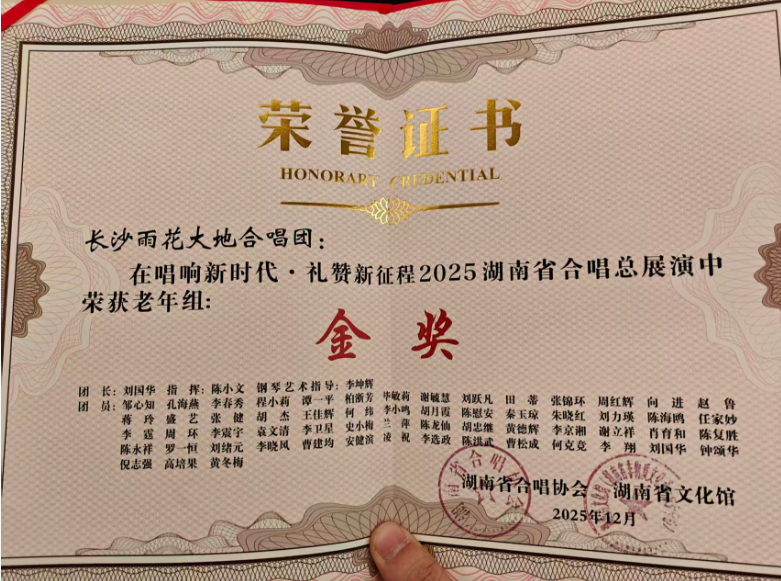 荣誉证书
HONORARY CREDENTIAL
长沙雨花大地合唱团：
在唱响新时代·礼赞新征程2025湖南省合唱总展演中
荣获老年组：
金奖
团长：刘国华 指挥：陈小文 钢琴艺术指导：李坤辉
团员：邹心知 孔海燕 李春秀 程小莉 谭一平 柏浙芳 毕敏莉 谢毓慧 刘跃凡 田蒂 张锦环 周红辉 向进 赵鲁
蒋玲 盛艺 张健 胡杰 王佳辉 何炜 李小鸣 胡月霞 陈慰安 秦玉琼 朱晓红 刘力瑛 陈海鸥 任家妙
李霆 周环 李震宇 袁文清 李卫星 史小梅 兰萍 陈龙仙 胡忠继 黄德辉 李京湘 谢立祥 肖育和 陈复胜
陈永祥 罗一恒 刘绪元 李晓风 曹建均 安健滨 凌祝 李选政 陈洪武 曹松成 何克竞 李翔 刘国华 钟颂华
倪志强 高培果 黄冬梅
湖南省合唱协会 湖南省文化馆
2025年12月